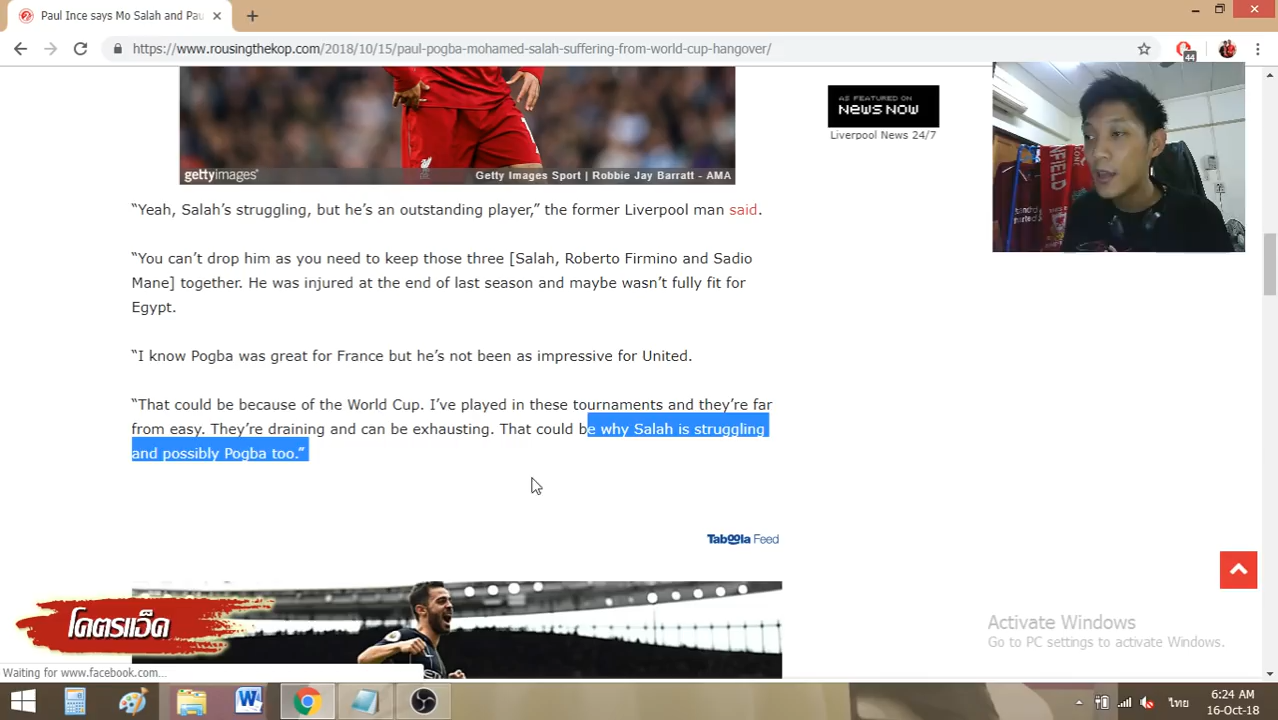 Paul Ince says Mo Salah and Pau
https://www.rousingthekop.com/2018/10/15/paul-pogba-mohamed-salah-suffering-from-world-cup-hangover/
44
AS FEATURED ON
NEWS NOW
Liverpool News 24/7
gettyimages®
Getty Images Sport | Robbie Jay Barratt - AMA
“Yeah, Salah’s struggling, but he’s an outstanding player,” the former Liverpool man said.
“You can’t drop him as you need to keep those three [Salah, Roberto Firmino and Sadio
Mane] together. He was injured at the end of last season and maybe wasn’t fully fit for
Egypt.
“I know Pogba was great for France but he’s not been as impressive for United.
“That could be because of the World Cup. I’ve played in these tournaments and they’re far
from easy. They’re draining and can be exhausting. That could be why Salah is struggling
and possibly Pogba too.”
Taboola Feed
โคตรแอ็ด
Activate Windows
Go to PC settings to activate Windows.
Waiting for www.facebook.com...
ไทย
6:24 AM
16-Oct-18